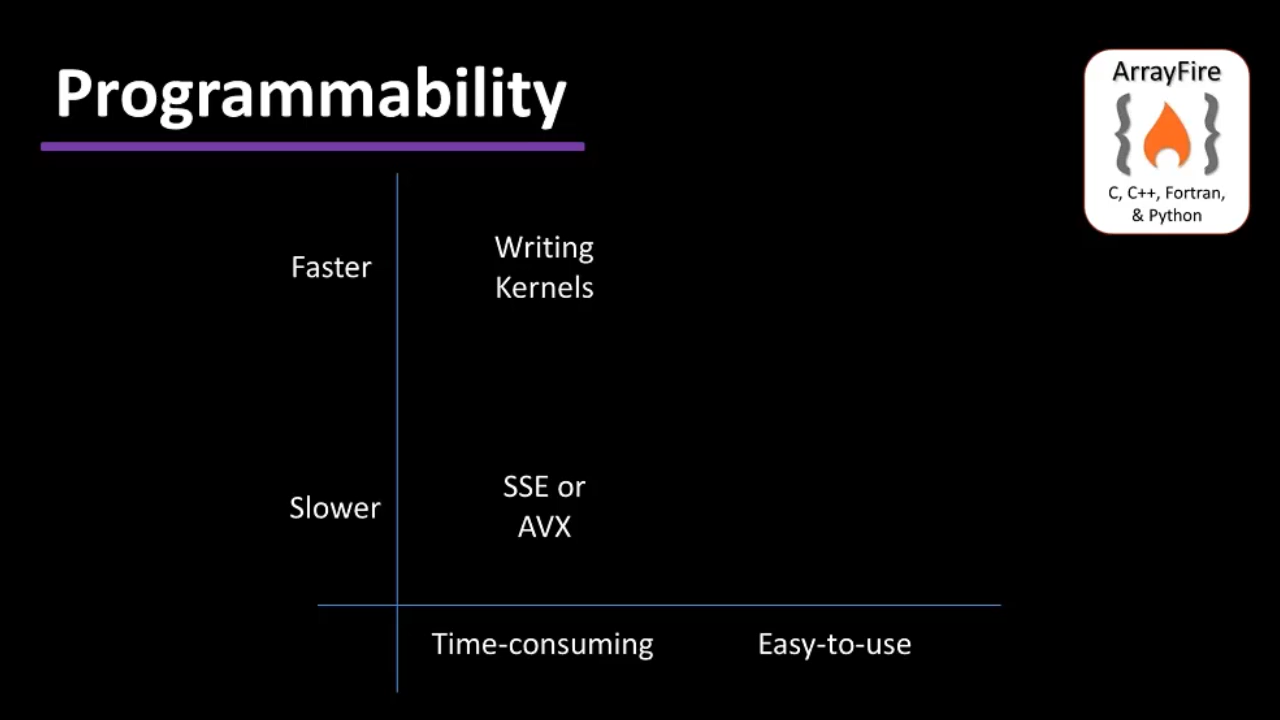 Programmability
ArrayFire
{ }
C, C++, Fortran,
& Python
Faster
Writing
Kernels
Slower
SSE or
AVX
Time-consuming
Easy-to-use